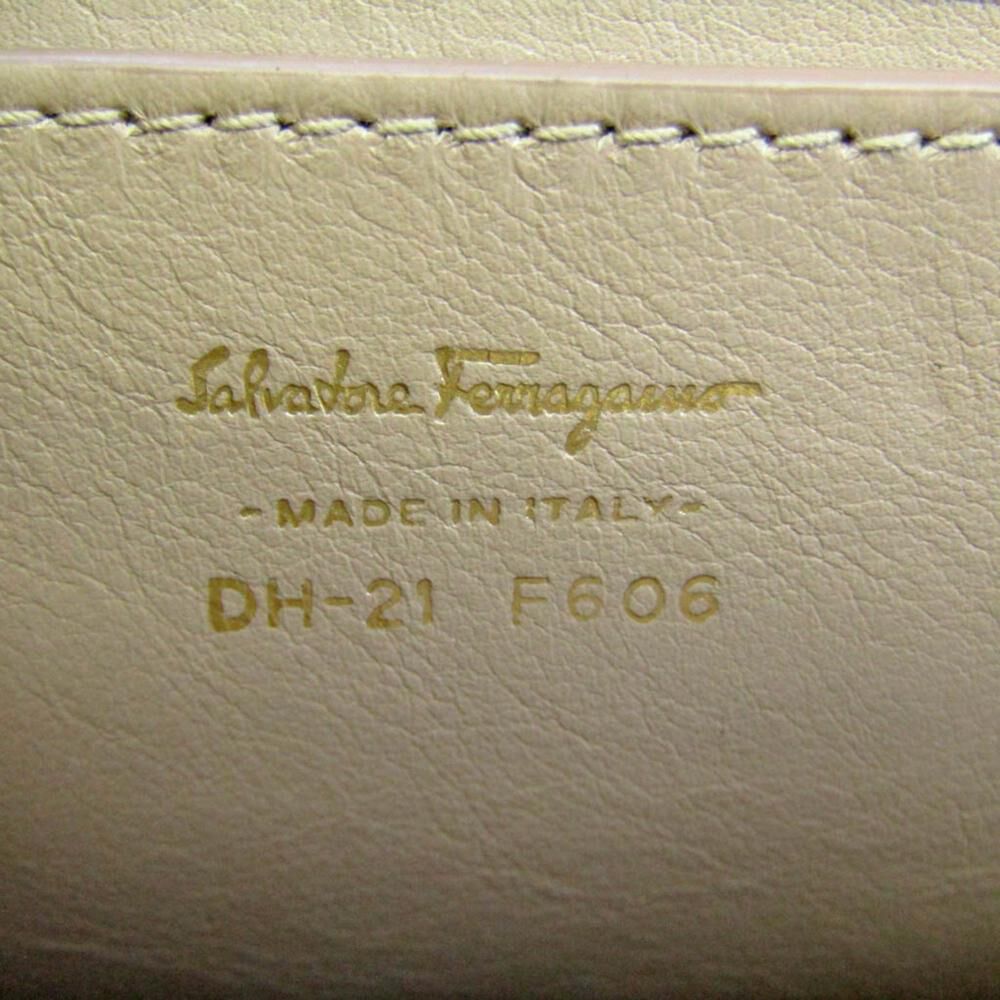 Salvatore Ferragamo
-MADE IN ITALY-
DH-21 F606